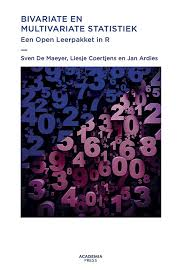 BIVARIATE EN
MULTIVARIATE STATISTIEK
Een Open Leerpakket in R
Sven De Maeyer, Liesje Coertjens en Jan Ardies
ACADEMIA
PRESS